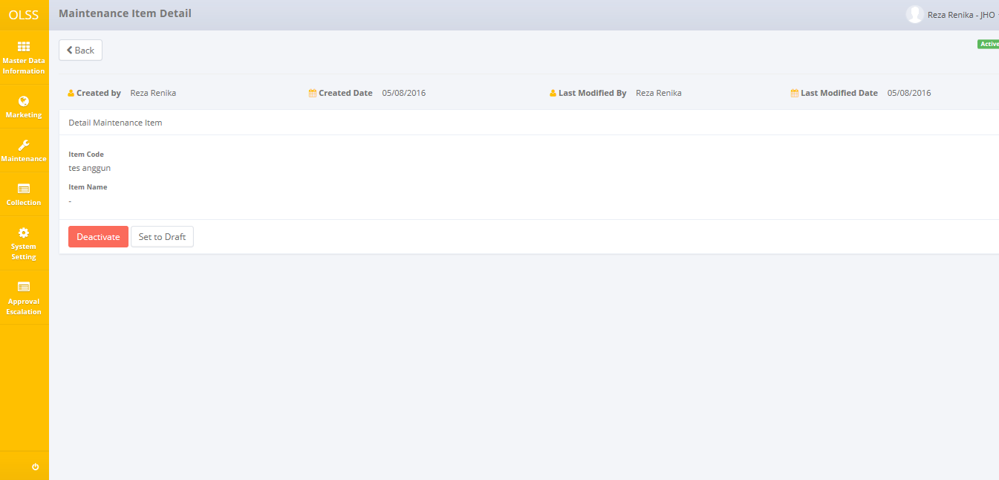 OLSS
Maintenance Item Detail
Reza Renika - JHO
Master Data
Information
Marketing
Maintenance
Collection
System
Setting
Approval
Escalation
Back
Active
Created by Reza Renika
Created Date 05/08/2016
Last Modified By Reza Renika
Last Modified Date 05/08/2016
Detail Maintenance Item
Item Code
tes anggun
Item Name
-
Deactivate
Set to Draft